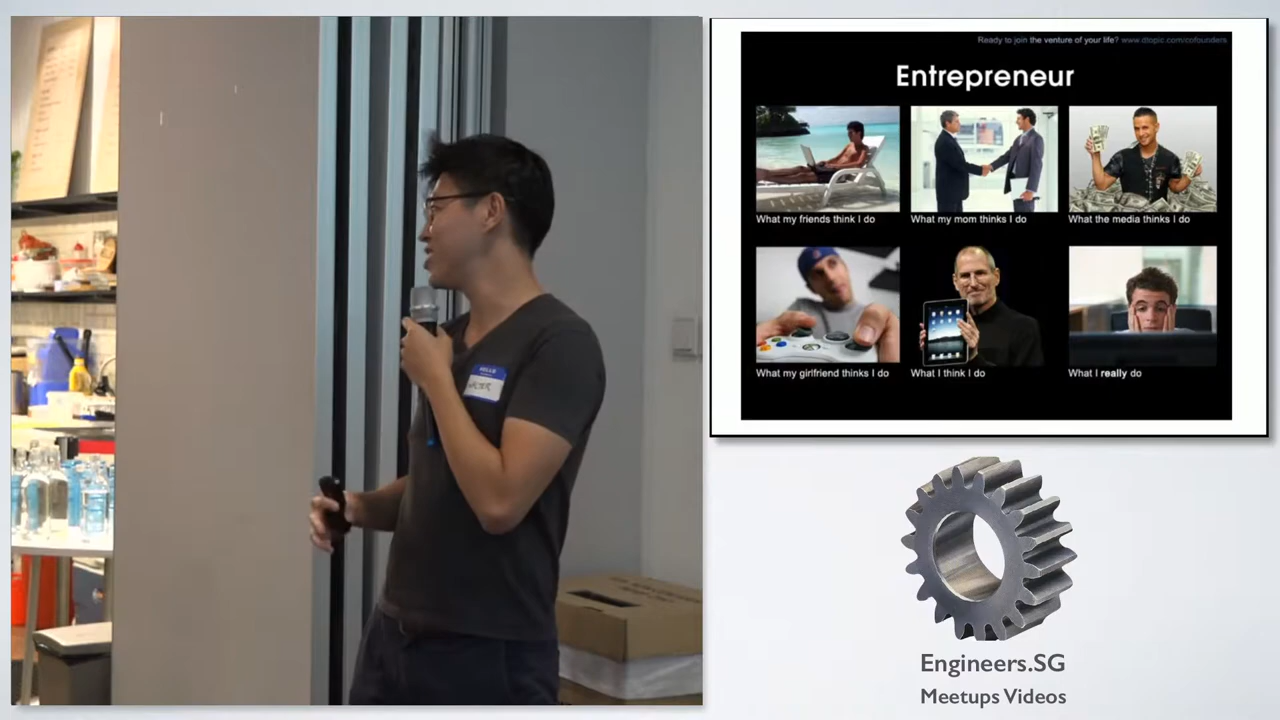 HELLO
Ready to join the venture of your life? www.dtopic.com/cofounders
Entrepreneur
What my friends think I do
What my mom thinks I do
What the media thinks I do
What my girlfriend thinks I do
What I think I do
What I really do
Engineers.SG
Meetups Videos